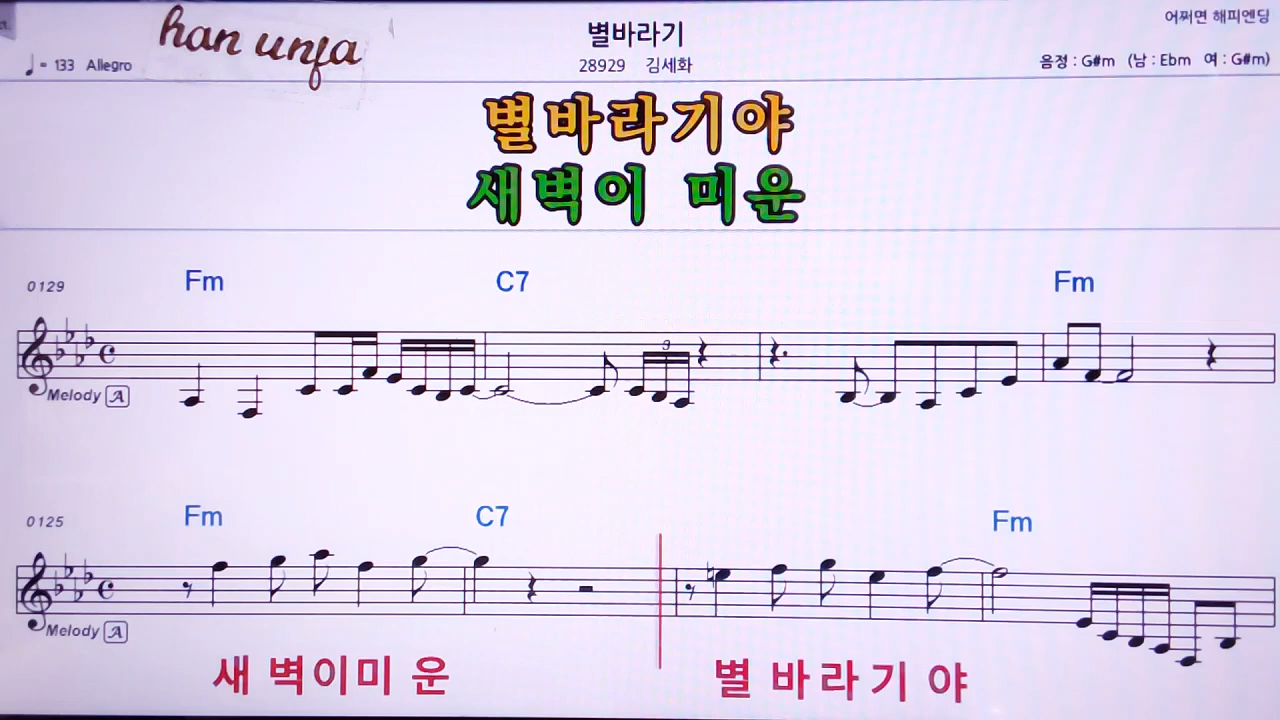 han unfa
별바라기
어쩌면 해피엔딩
= 133 Allegro
28929 김세화
음정 : G#m (남 : Ebm 여 : G#m)
별바라기야
새벽이 미운
0129 Fm C7 Fm
3
Melody A
0125 Fm C7 Fm
Melody A
새 벽이미 운 별 바 라 기 야